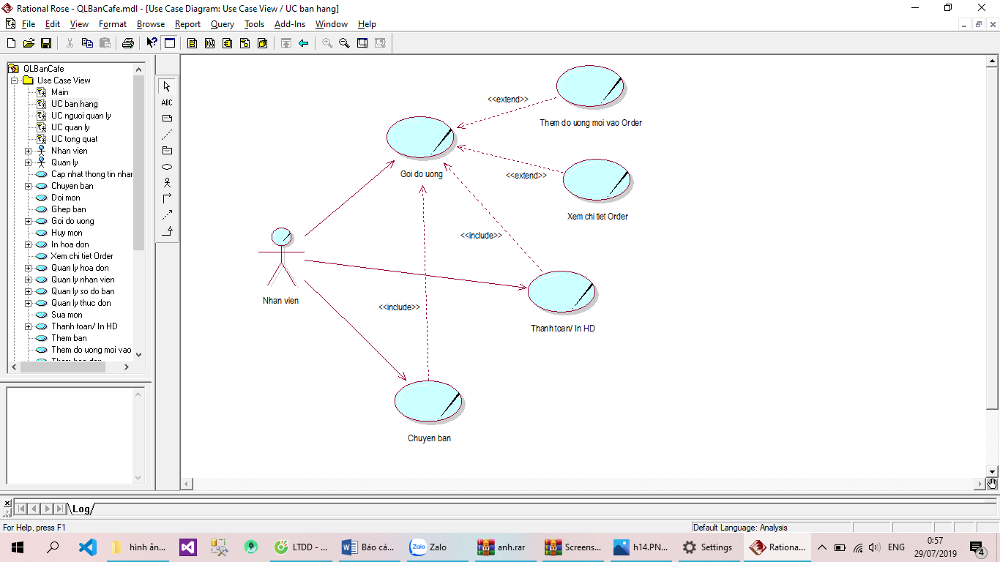 Rational Rose - QLBanCafe.mdl - [Use Case Diagram: Use Case View / UC ban hang]
File Edit View Format Browse Report Query Tools Add-Ins Window Help
QLBanCafe
Use Case View
Main
UC ban hang
UC nguoi quan ly
UC quan ly
UC tong quat
Nhan vien
Quan ly
Cap nhat thong tin nhan
Chuyen ban
Doi mon
Ghep ban
Goi do uong
Huy mon
In hoa don
Xem chi tiet Order
Quan ly hoa don
Quan ly nhan vien
Quan ly so do ban
Quan ly thuc don
Sua mon
Thanh toan/ In HD
Them ban
Them do uong moi vao
Them hoa don
ABC
<<extend>>
Them do uong moi vao Order
Goi do uong
<<extend>>
Xem chi tiet Order
<<include>>
Nhan vien
<<include>>
Thanh toan/ In HD
Chuyen ban
Log
For Help, press F1
Default Language: Analysis
hình ản...
LTDD - ...
Báo cá...
Zalo
Zalo
anh.rar
Screens...
h14.PN...
Settings
Rationa...
ENG
0:57
29/07/2019
4